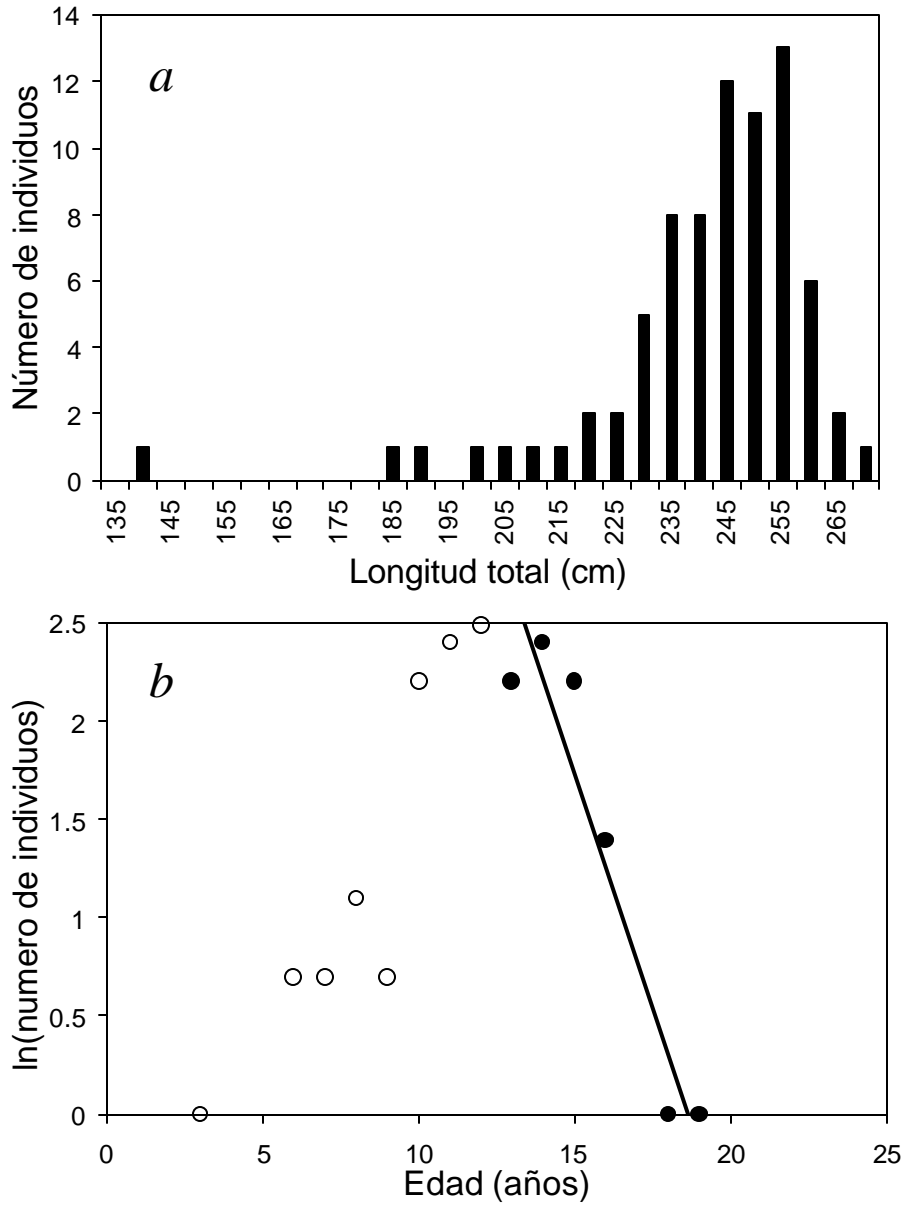 14
12
10
8
6
4
2
0
Número de individuos
a
135 145 155 165 175 185 195 205 215 225 235 245 255 265
Longitud total (cm)
2.5
2
1.5
1
0.5
0
ln(numero de individuos)
b
0 5 10 15 20 25
Edad (años)